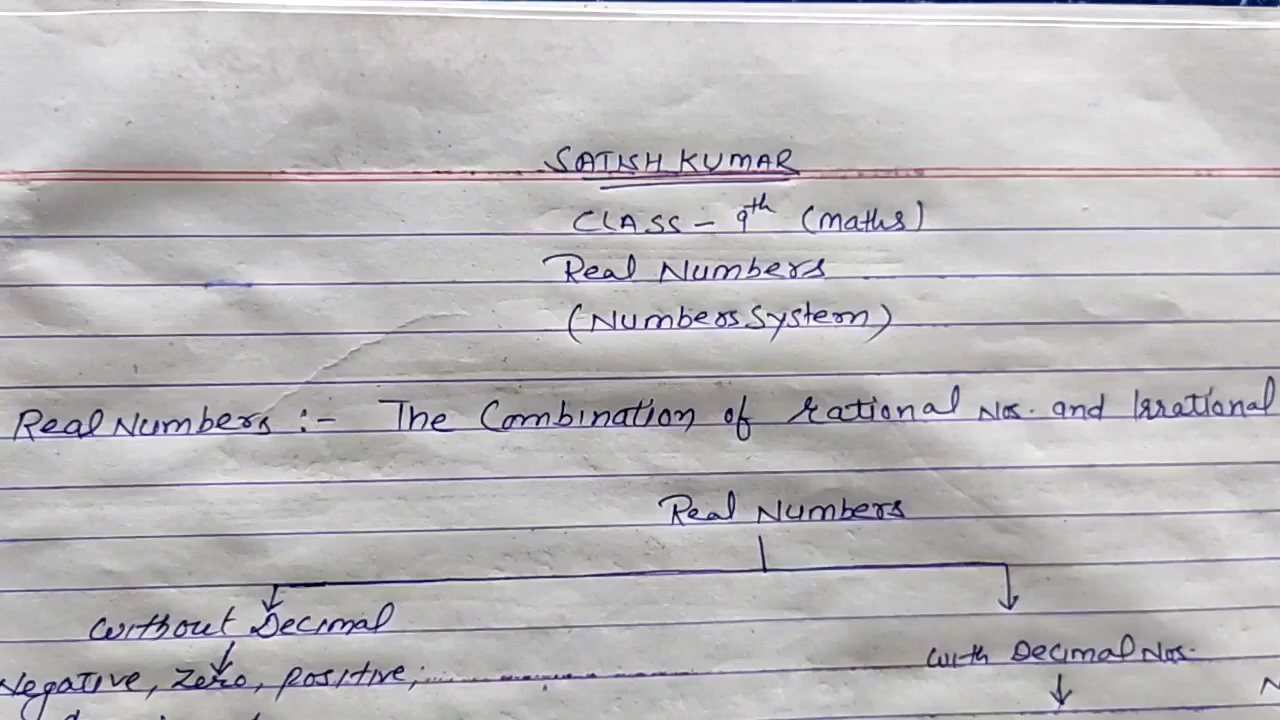 SATISH KUMAR
CLASS - 9th (maths)
Real Numbers
(Numbers System)
Real Numbers :- The Combination of rational Nos. and Irrational
Real Numbers
Without Decimal
With Decimal Nos.
Negative, Zero, positive,